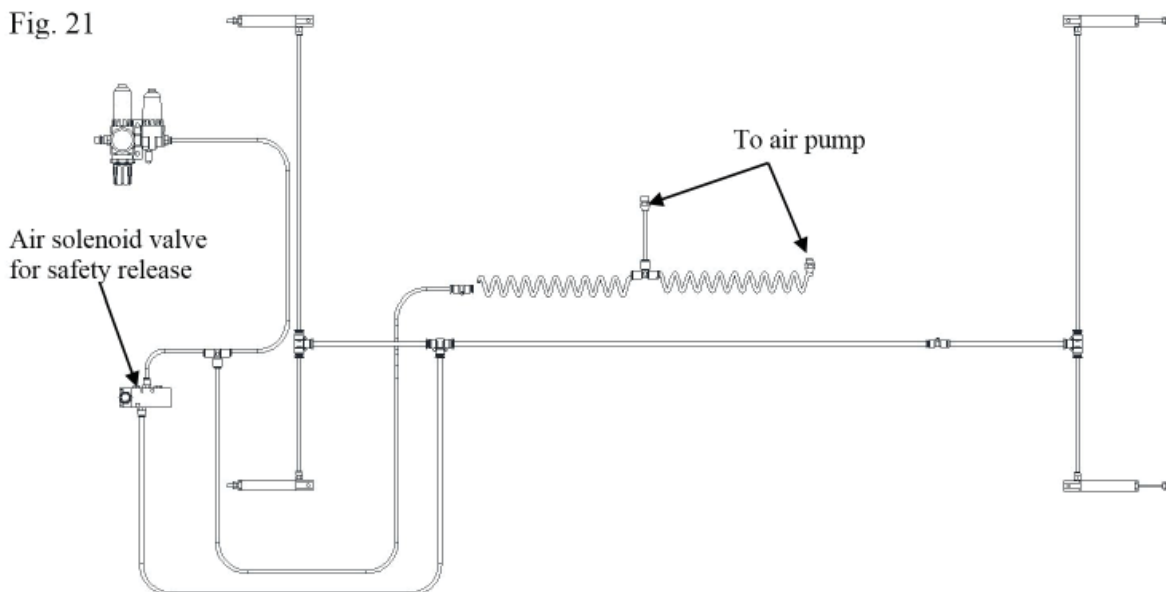 Fig. 21
To air pump
Air solenoid valve
for safety release